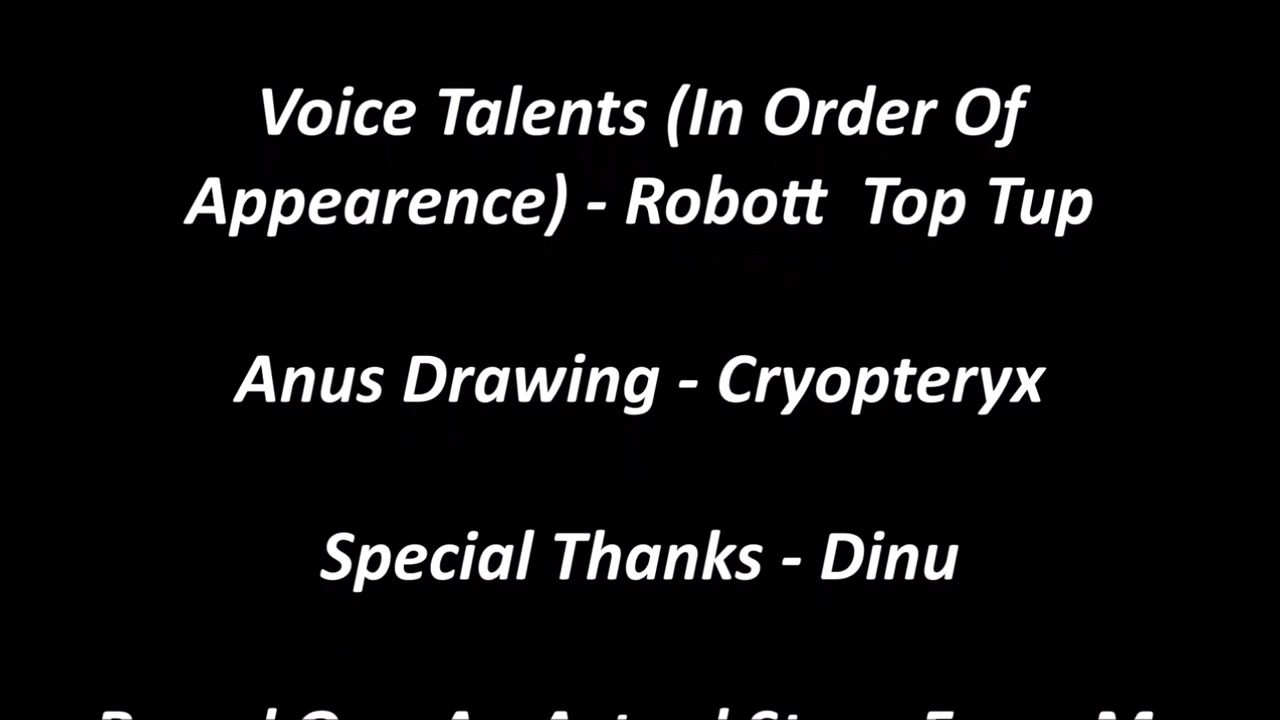 Voice Talents (In Order Of
Appearence) - Robott  Top Tup
Anus Drawing - Cryopteryx
Special Thanks - Dinu